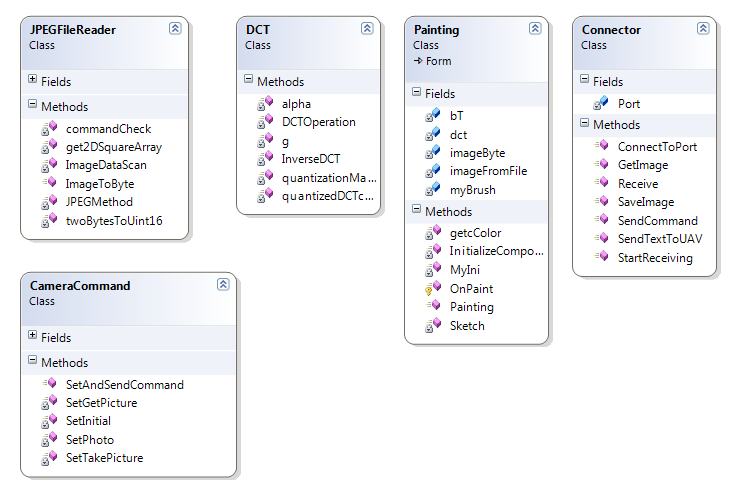 JPEGFileReader
Class
Fields
Methods
commandCheck
get2DSquareArray
ImageDataScan
ImageToByte
JPEGMethod
twoBytesToUint16
DCT
Class
Methods
alpha
DCTOperation
g
InverseDCT
quantizationMa...
quantizedDCTc...
Painting
Class
Form
Fields
bT
dct
imageByte
imageFromFile
myBrush
Methods
getcColor
InitializeCompo...
MyIni
OnPaint
Painting
Sketch
Connector
Class
Fields
Port
Methods
ConnectToPort
GetImage
Receive
SaveImage
SendCommand
SendTextToUAV
StartReceiving
CameraCommand
Class
Fields
Methods
SetAndSendCommand
SetGetPicture
SetInitial
SetPhoto
SetTakePicture